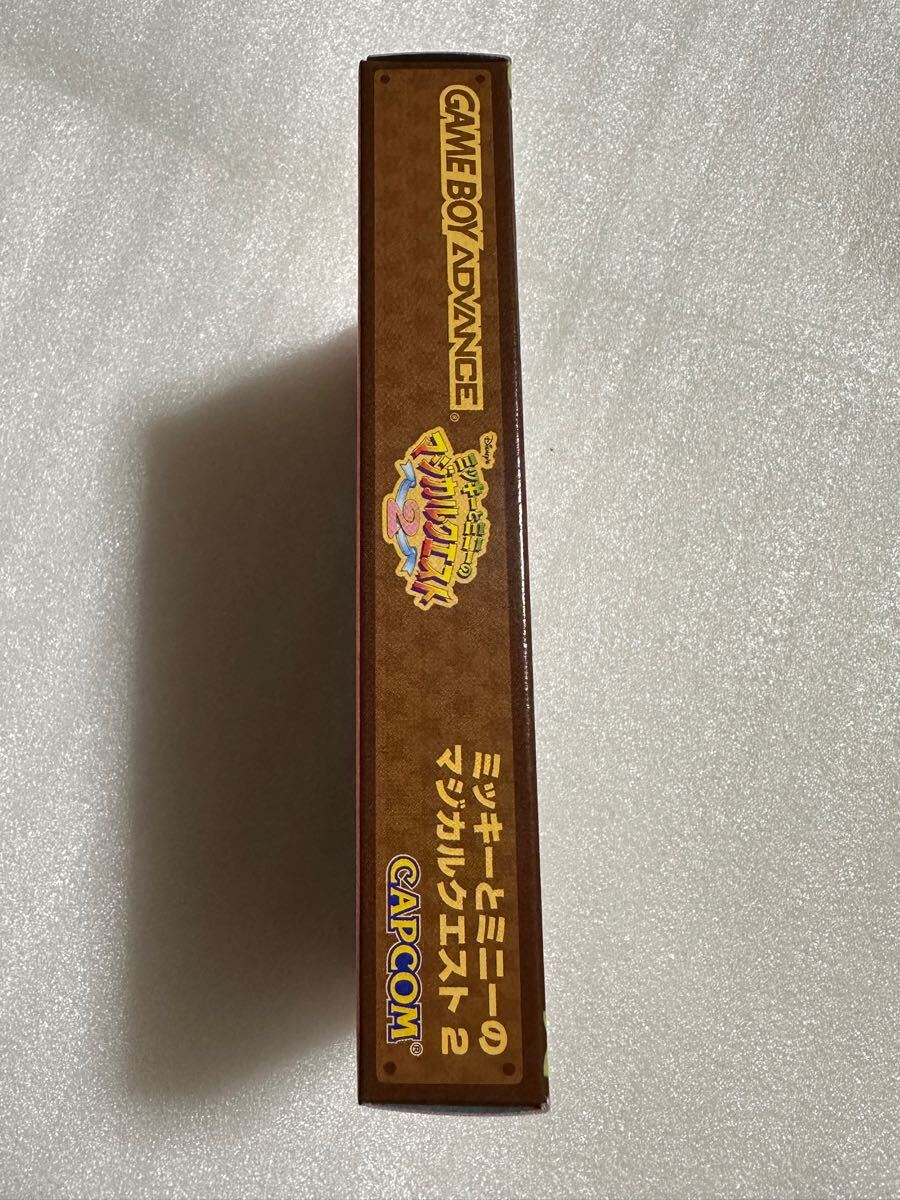 GAME BOY ADVANCE®
Disney's
ミッキーとミニーの
マジカルクエスト
2
ミッキーとミニーの
マジカルクエスト 2
CAPCOM®